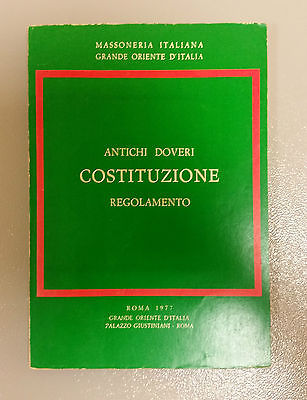 MASSONERIA ITALIANA
GRANDE ORIENTE D'ITALIA
ANTICHI DOVERI
COSTITUZIONE
REGOLAMENTO
ROMA 1977
GRANDE ORIENTE D'ITALIA
PALAZZO GIUSTINIANI - ROMA